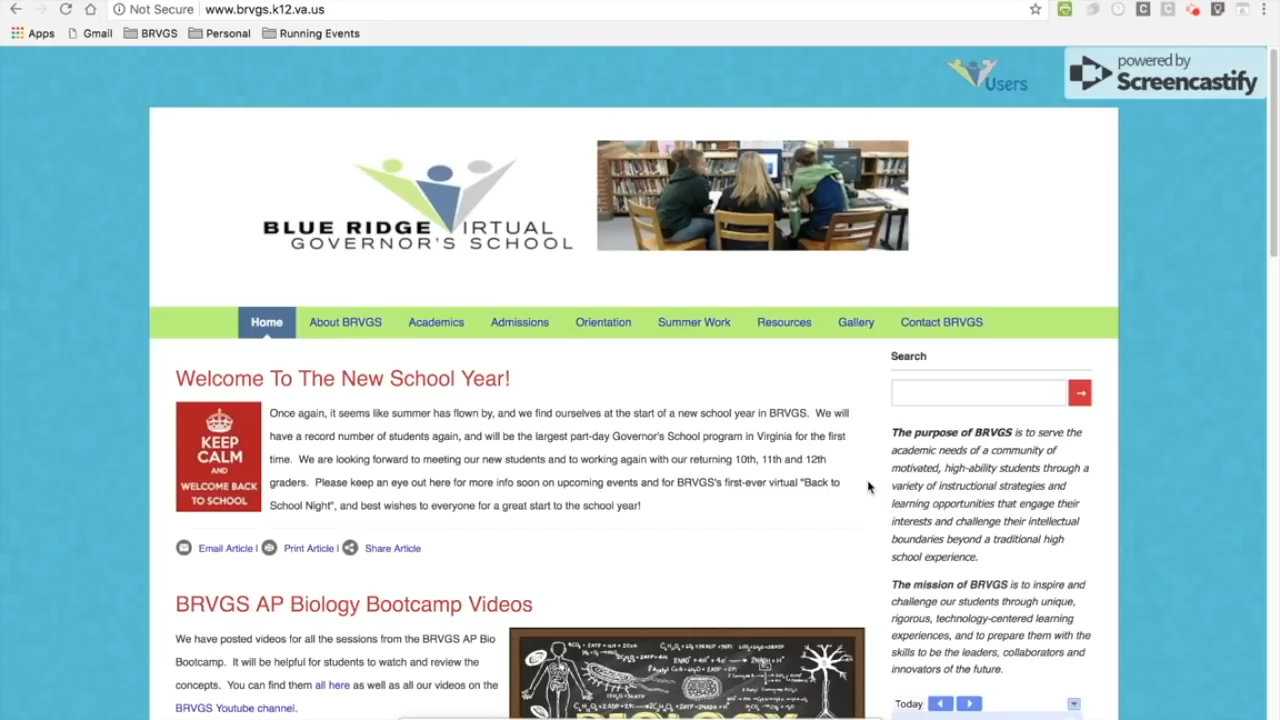 Not Secure www.brvgs.k12.va.us
Apps Gmail BRVGS Personal Running Events
Users
powered by
Screencastify
BLUE RIDGE VIRTUAL
GOVERNOR'S SCHOOL
Home About BRVGS Academics Admissions Orientation Summer Work Resources Gallery Contact BRVGS
Welcome To The New School Year!
KEEP
CALM
AND
WELCOME BACK
TO SCHOOL
Once again, it seems like summer has flown by, and we find ourselves at the start of a new school year in BRVGS. We will
have a record number of students again, and will be the largest part-day Governor's School program in Virginia for the first
time. We are looking forward to meeting our new students and to working again with our returning 10th, 11th and 12th
graders. Please keep an eye out here for more info soon on upcoming events and for BRVGS's first-ever virtual "Back to
School Night", and best wishes to everyone for a great start to the school year!
Email Article | Print Article | Share Article
BRVGS AP Biology Bootcamp Videos
We have posted videos for all the sessions from the BRVGS AP Bio
Bootcamp. It will be helpful for students to watch and review the
concepts. You can find them all here as well as all our videos on the
BRVGS Youtube channel.
BIOLOGY
Search
The purpose of BRVGS is to serve the
academic needs of a community of
motivated, high-ability students through a
variety of instructional strategies and
learning opportunities that engage their
interests and challenge their intellectual
boundaries beyond a traditional high
school experience.
The mission of BRVGS is to inspire and
challenge our students through unique,
rigorous, technology-centered learning
experiences, and to prepare them with the
skills to be the leaders, collaborators and
innovators of the future.
Today